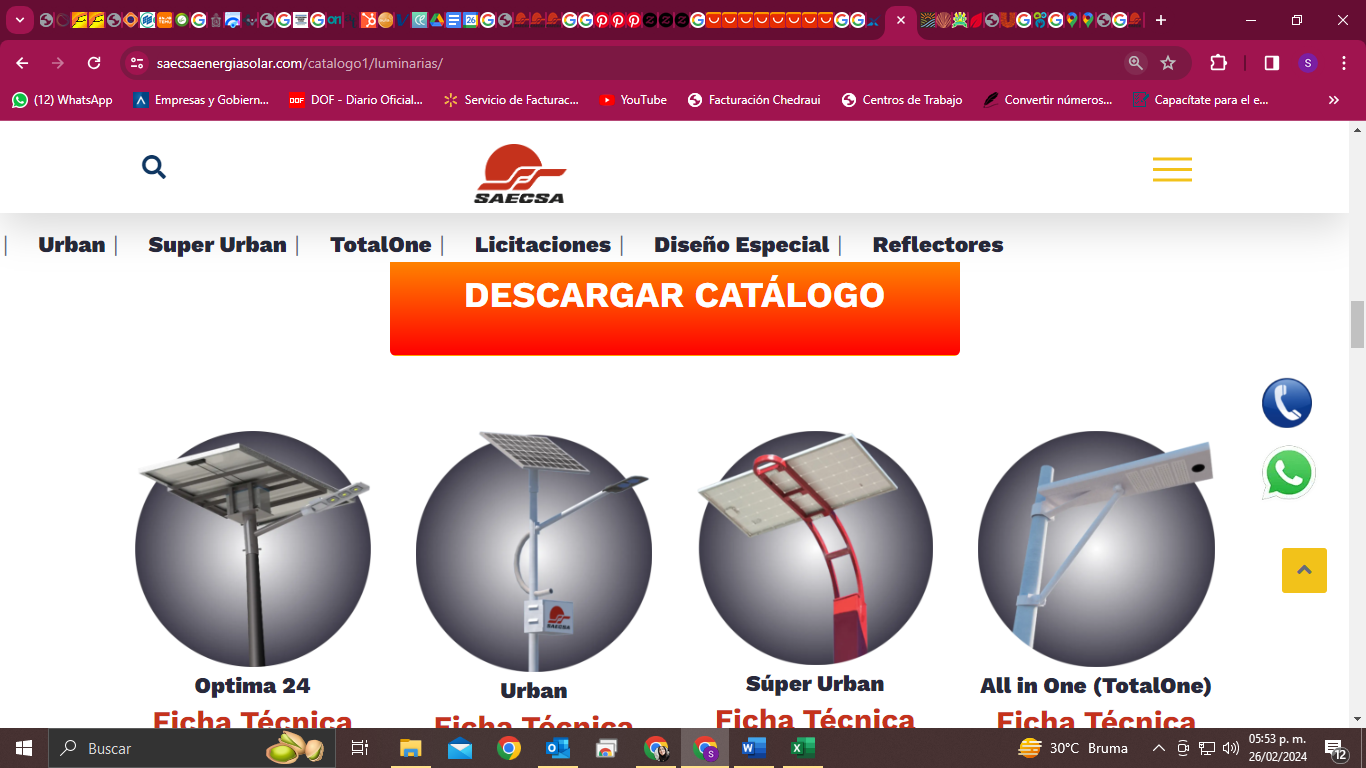 saecsaenergiasolar.com/catalogo1/luminarias/
S
(12) WhatsApp
Empresas y Gobiern...
DOF - Diario Oficial...
Servicio de Facturac...
YouTube
Facturación Chedraui
Centros de Trabajo
Convertir números...
Capacítate para el e...
SAECSA
| Urban | Super Urban | TotalOne | Licitaciones | Diseño Especial | Reflectores
DESCARGAR CATÁLOGO
SAECSA
Optima 24
Urban
Súper Urban
All in One (TotalOne)
Ficha Técnica
Ficha Técnica
Ficha Técnica
Ficha Técnica
Buscar
30°C Bruma
05:53 p. m.
26/02/2024
12